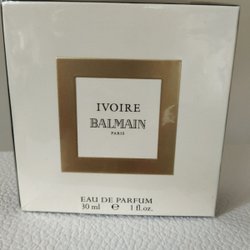 IVOIRE
BALMAIN
PARIS
EAU DE PARFUM
30 ml ℮ 1 fl.oz.